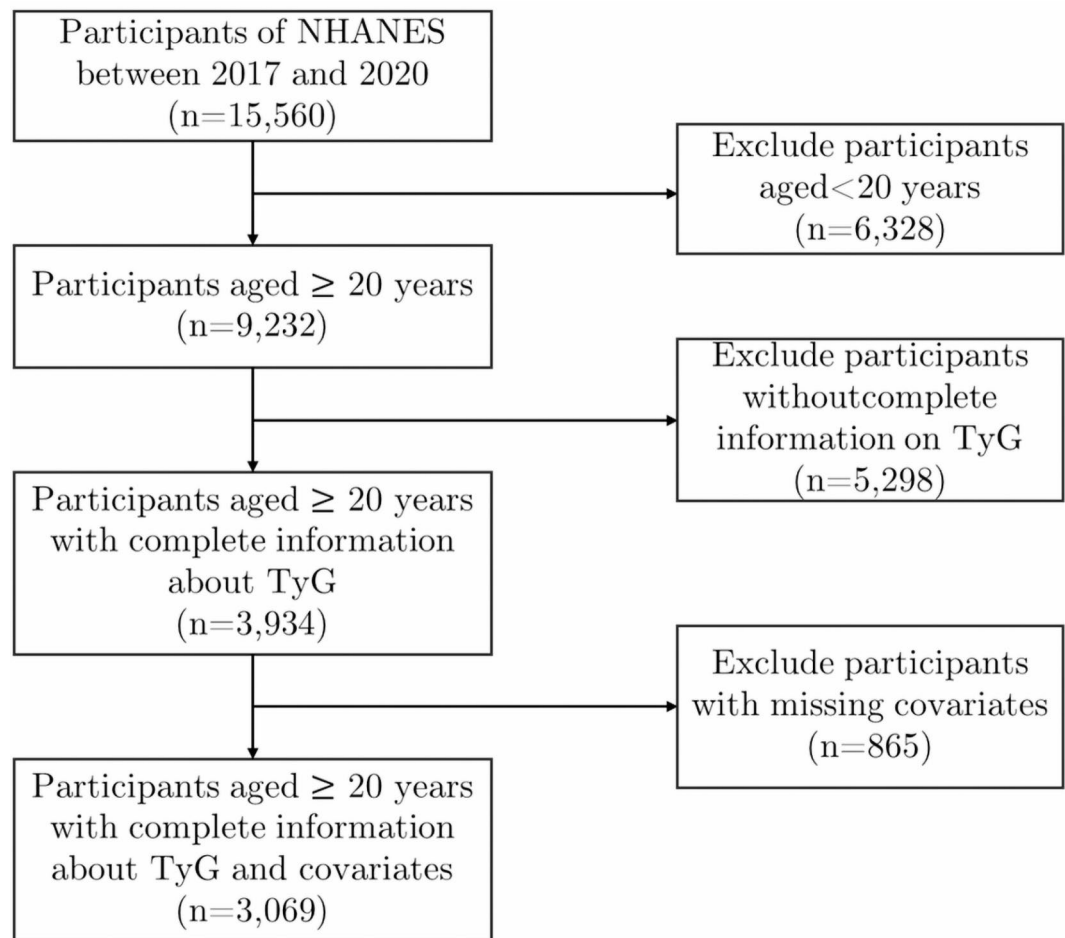 Participants of NHANES
between 2017 and 2020
(n=15,560)
Exclude participants
aged<20 years
(n=6,328)
Participants aged ≥ 20 years
(n=9,232)
Exclude participants
withoutcomplete
information on TyG
(n=5,298)
Participants aged ≥ 20 years
with complete information
about TyG
(n=3,934)
Exclude participants
with missing covariates
(n=865)
Participants aged ≥ 20 years
with complete information
about TyG and covariates
(n=3,069)